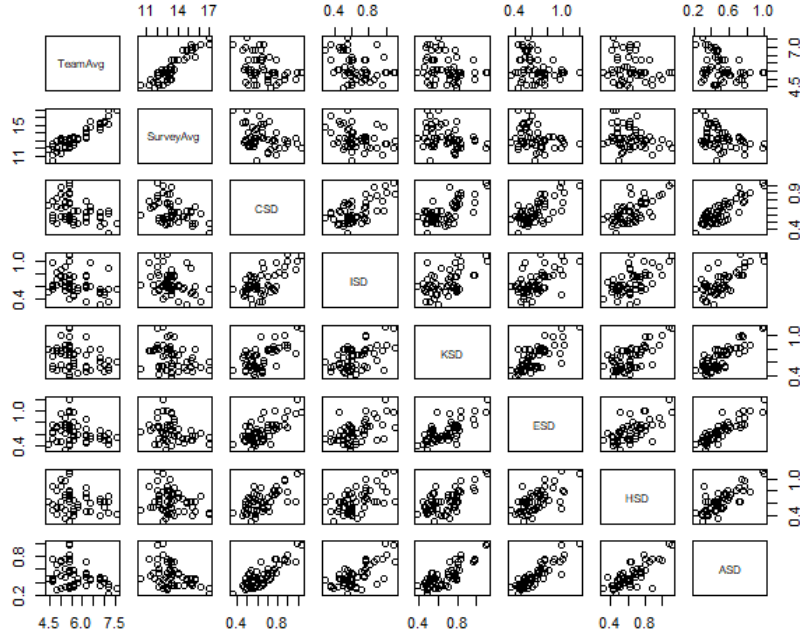 11 14 17 0.4 0.8 0.4 1.0 0.2 0.6 1.0
TeamAvg 4.5 7.0
11 15 SurveyAvg
CSD 0.4 0.9
0.4 1.0 ISD
KSD 0.4 1.0
0.4 1.0 ESD
HSD 0.4 1.0
0.2 0.8 ASD
4.5 6.0 7.5 0.4 0.8 0.4 0.8 0.4 0.8